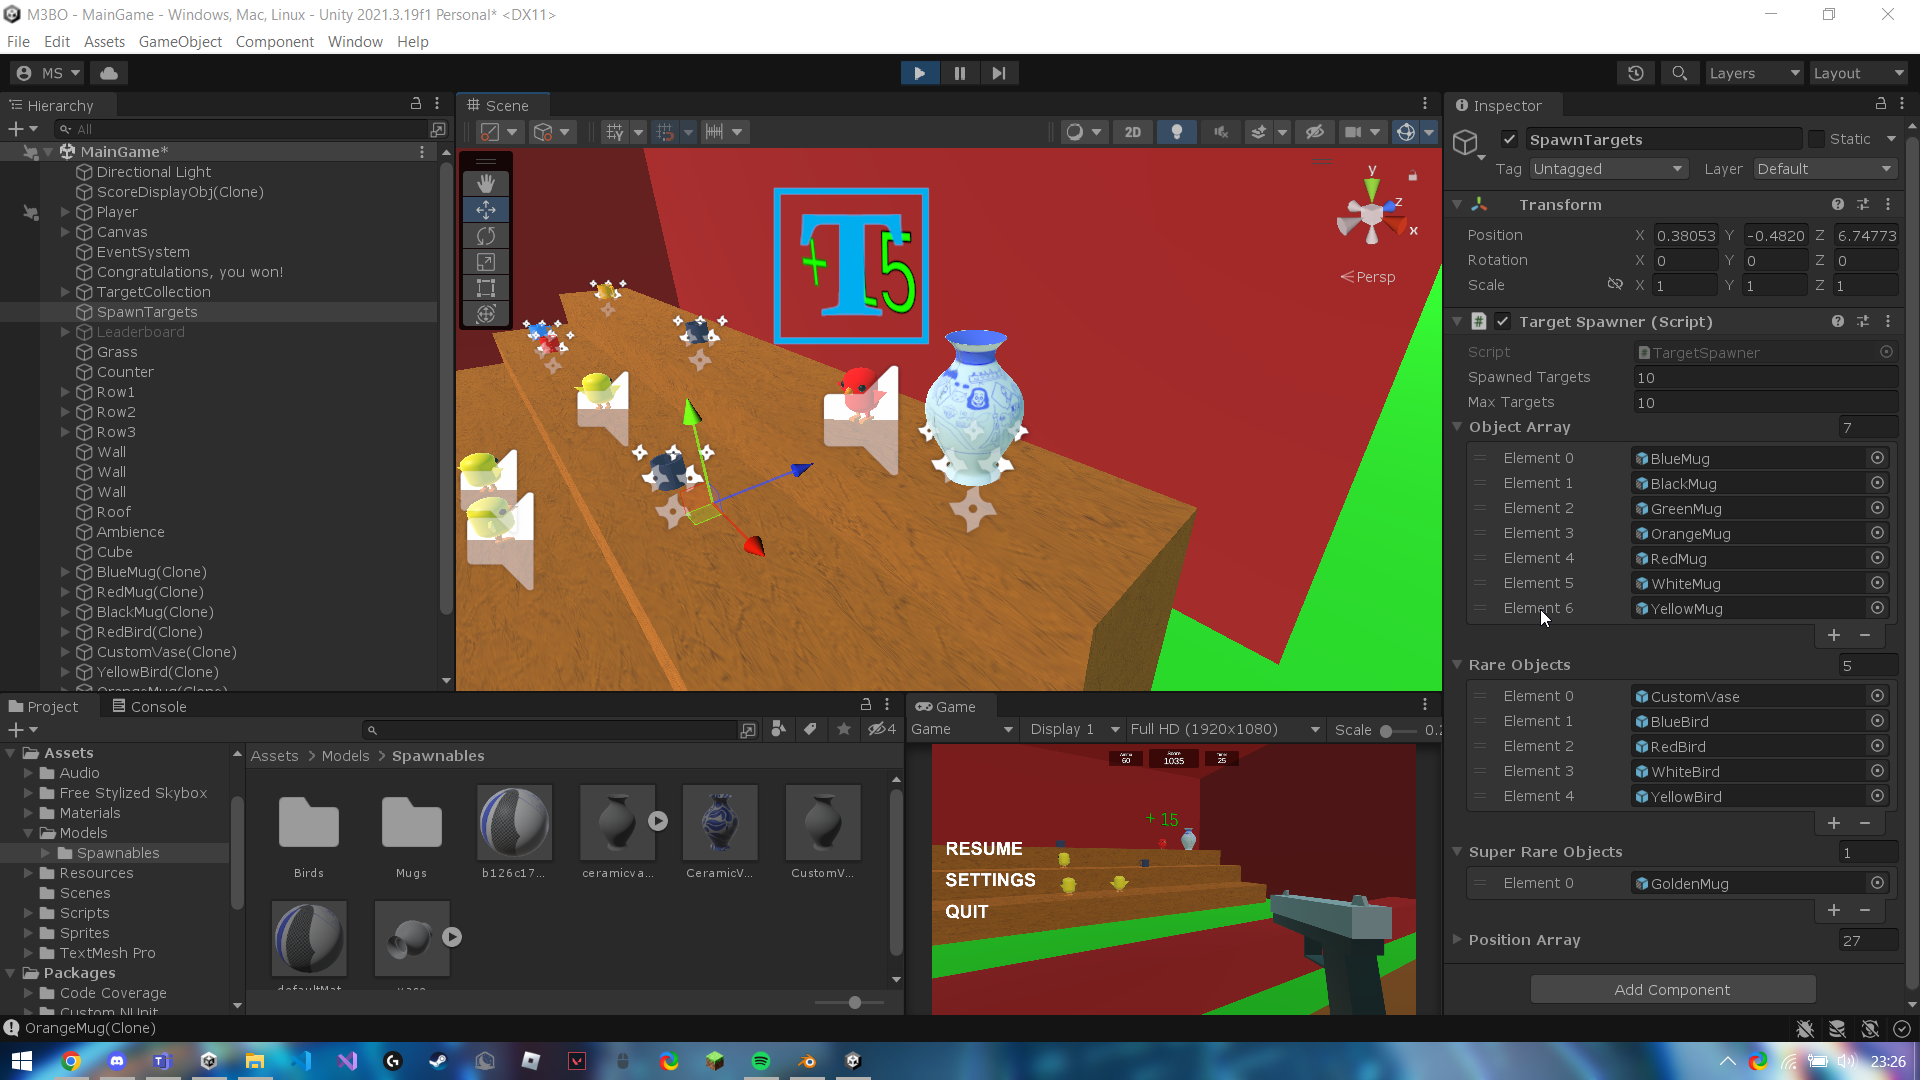 M3BO - MainGame - Windows, Mac, Linux - Unity 2021.3.19f1 Personal* <DX11>
File Edit Assets GameObject Component Window Help
MS
Layers
Layout
Hierarchy
All
MainGame*
Directional Light
ScoreDisplayObj(Clone)
Player
Canvas
EventSystem
Congratulations, you won!
TargetCollection
SpawnTargets
Leaderboard
Grass
Counter
Row1
Row2
Row3
Wall
Wall
Wall
Roof
Ambience
Cube
BlueMug(Clone)
RedMug(Clone)
BlackMug(Clone)
RedBird(Clone)
CustomVase(Clone)
YellowBird(Clone)
OrangeMug(Clone)
Scene
2D
T
+15
y
z
x
Persp
Inspector
SpawnTargets
Static
Tag Untagged Layer Default
Transform
Position X 0.38053 Y -0.4820 Z 6.74773
Rotation X 0 Y 0 Z 0
Scale X 1 Y 1 Z 1
Target Spawner (Script)
Script TargetSpawner
Spawned Targets 10
Max Targets 10
Object Array 7
Element 0 BlueMug
Element 1 BlackMug
Element 2 GreenMug
Element 3 OrangeMug
Element 4 RedMug
Element 5 WhiteMug
Element 6 YellowMug
Rare Objects 5
Element 0 CustomVase
Element 1 BlueBird
Element 2 RedBird
Element 3 WhiteBird
Element 4 YellowBird
Super Rare Objects 1
Element 0 GoldenMug
Position Array 27
Add Component
Project
Console
4
Assets
Audio
Free Stylized Skybox
Materials
Models
Spawnables
Resources
Scenes
Scripts
Sprites
TextMesh Pro
Packages
Code Coverage
Custom NUnit
Assets > Models > Spawnables
Birds
Mugs
b126c17...
ceramicva...
CeramicV...
CustomV...
defaultMat
vase
Game
Game Display 1 Full HD (1920x1080) Scale 0.
60
Score
1035
25
+ 15
RESUME
SETTINGS
QUIT
OrangeMug(Clone)
23:26